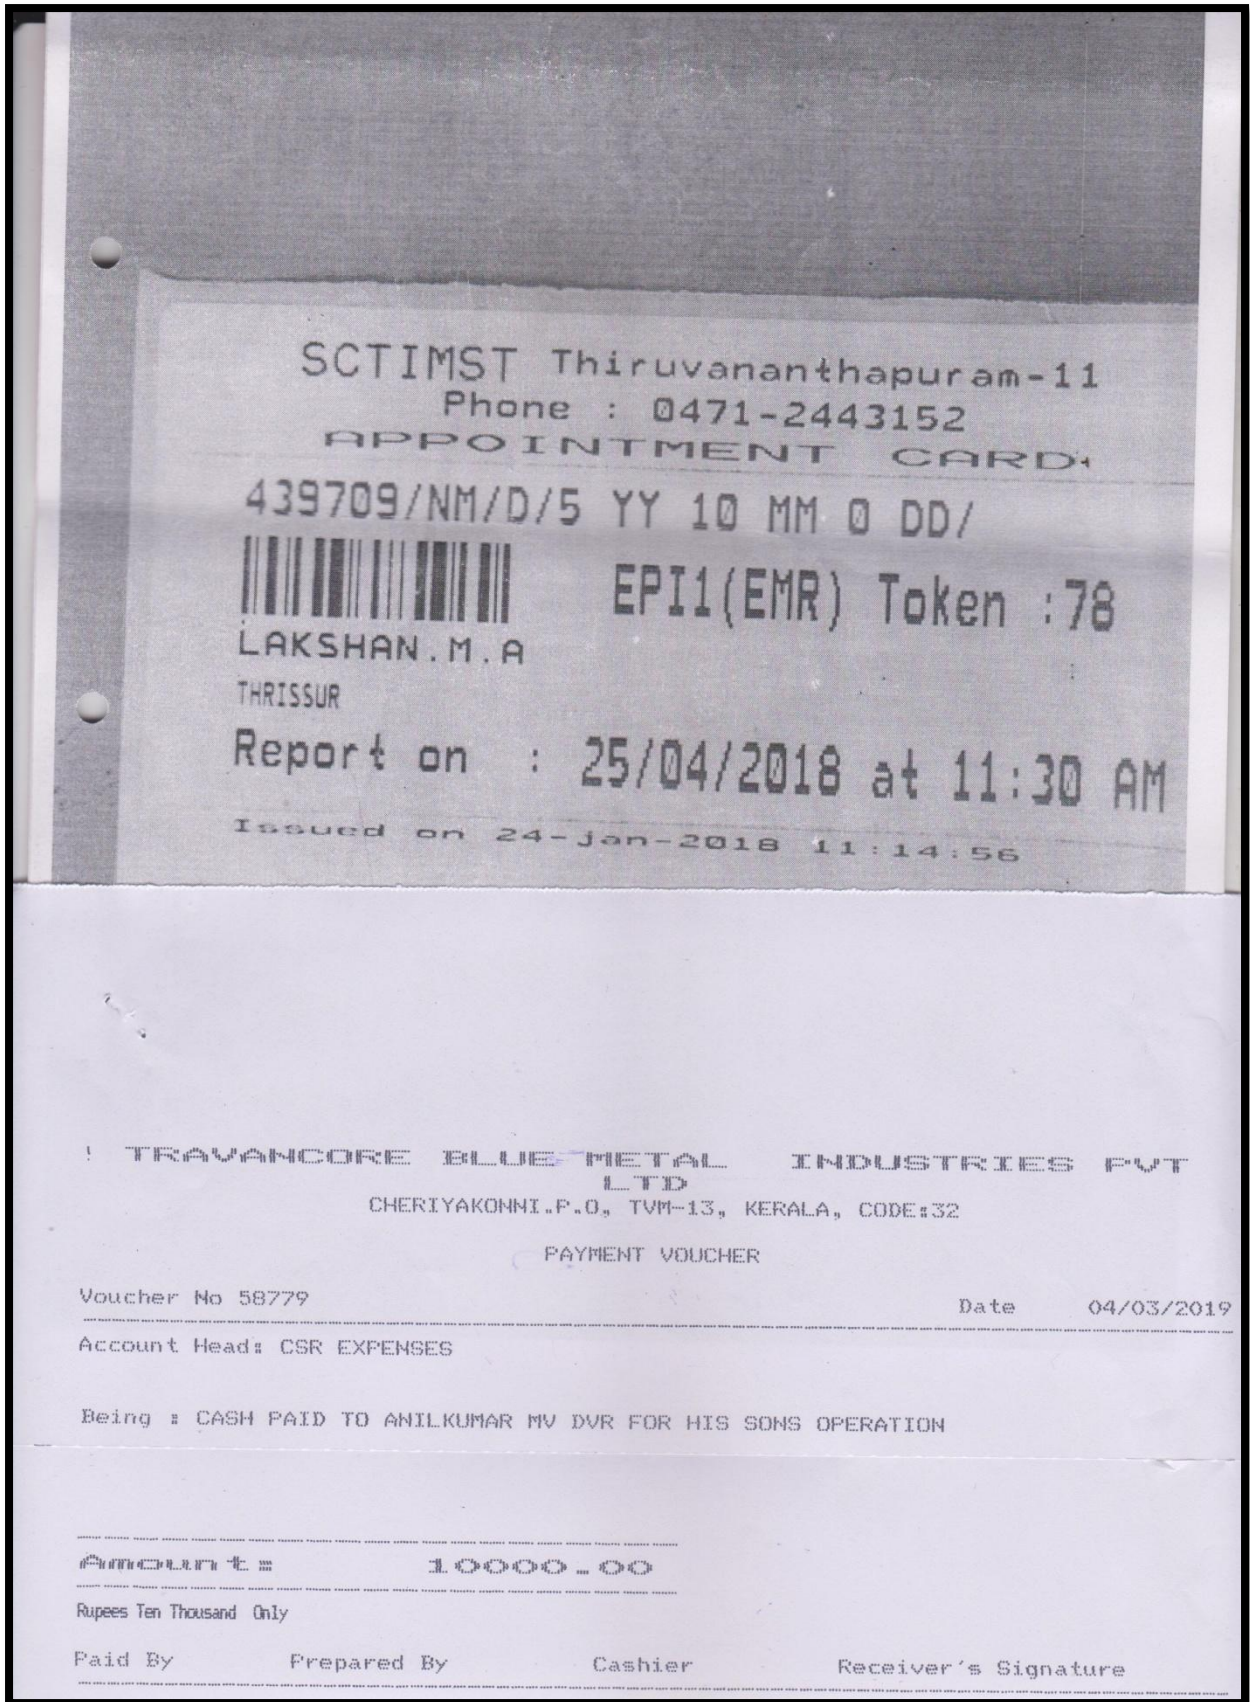 SCTIMST Thiruvananthapuram-11
Phone : 0471-2443152
APPOINTMENT CARD
439709/NM/D/5 YY 10 MM 0 DD/
EPI1(EMR) Token :78
LAKSHAN.M.A
THRISSUR
Report on : 25/04/2018 at 11:30 AM
Issued on 24-jan-2018 11:14:56
! TRAVANCORE BLUE METAL INDUSTRIES PVT
LTD
CHERIYAKONNI.P.O, TVM-13, KERALA, CODE:32
PAYMENT VOUCHER
Voucher No 58779 Date 04/03/2019
Account Head: CSR EXPENSES
Being : CASH PAID TO ANILKUMAR MV DVR FOR HIS SONS OPERATION
Amount: 10000.00
Rupees Ten Thousand Only
Paid By Prepared By Cashier Receiver's Signature